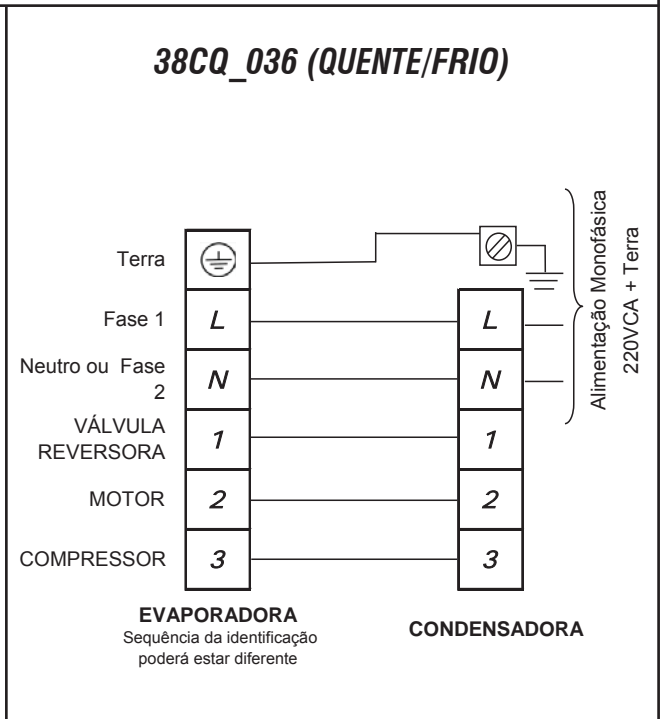 38CQ_036 (QUENTE/FRIO)
Terra
Fase 1
L
L
Neutro ou Fase
2
N
N
VÁLVULA
REVERSORA
1
1
MOTOR
2
2
COMPRESSOR
3
3
Alimentação Monofásica
220VCA + Terra
EVAPORADORA
Sequência da identificação
poderá estar diferente
CONDENSADORA